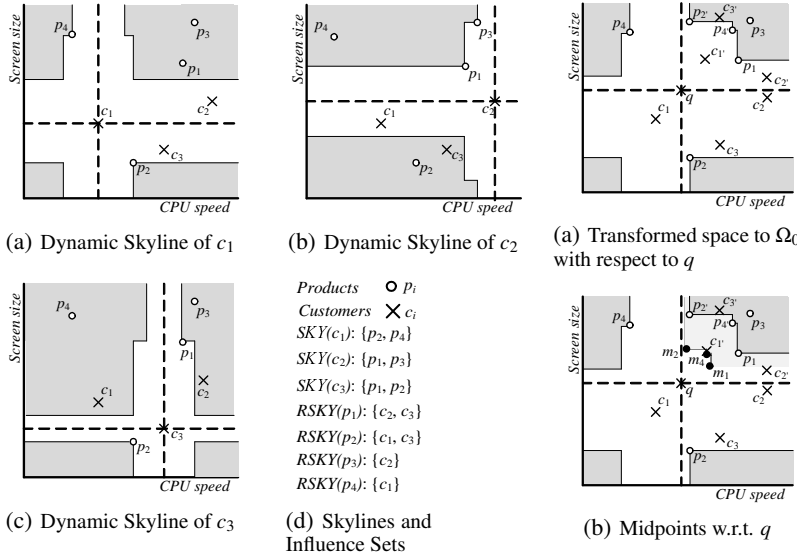 Screen size
p4
p3
p1
c2
c1
c3
p2
CPU speed
(a) Dynamic Skyline of c1
Screen size
p4
p3
p1
c2
c1
p2
c3
CPU speed
(b) Dynamic Skyline of c2
Screen size
p2'
c3'
p4
p4'
p3
c1'
p1
c2'
q
c2
c1
c3
p2
CPU speed
(a) Transformed space to Ω0
with respect to q
Screen size
p4
p3
p1
c1
c2
c3
p2
CPU speed
(c) Dynamic Skyline of c3
Products pi
Customers ci
SKY(c1): {p2, p4}
SKY(c2): {p1, p3}
SKY(c3): {p1, p2}
RSKY(p1): {c2, c3}
RSKY(p2): {c1, c3}
RSKY(p3): {c2}
RSKY(p4): {c1}
(d) Skylines and
Influence Sets
Screen size
p2'
c3'
p4
p4'
p3
c1'
m2
m4
p1
m1
c2'
q
c2
c1
c3
p2
CPU speed
(b) Midpoints w.r.t. q